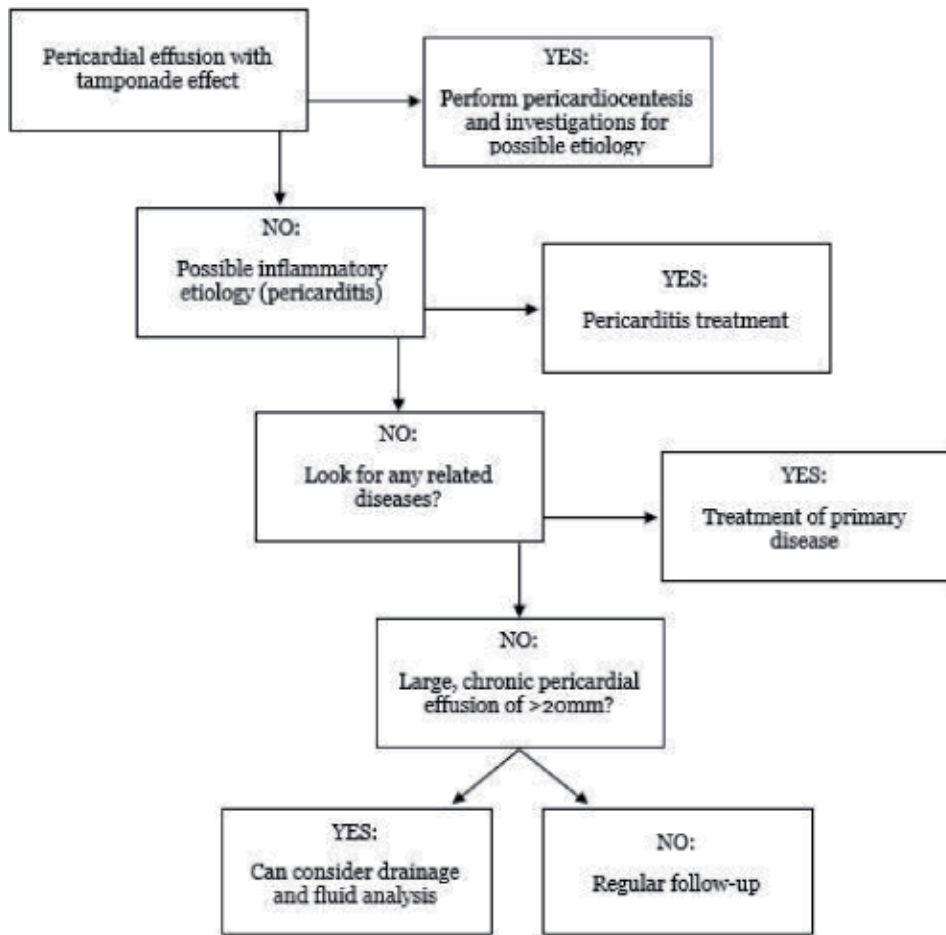 Pericardial effusion with
tamponade effect
YES:
Perform pericardiocentesis
and investigations for
possible etiology
NO:
Possible inflammatory
etiology (pericarditis)
YES:
Pericarditis treatment
NO:
Look for any related
diseases?
YES:
Treatment of primary
disease
NO:
Large, chronic pericardial
effusion of >20mm?
YES:
Can consider drainage
and fluid analysis
NO:
Regular follow-up